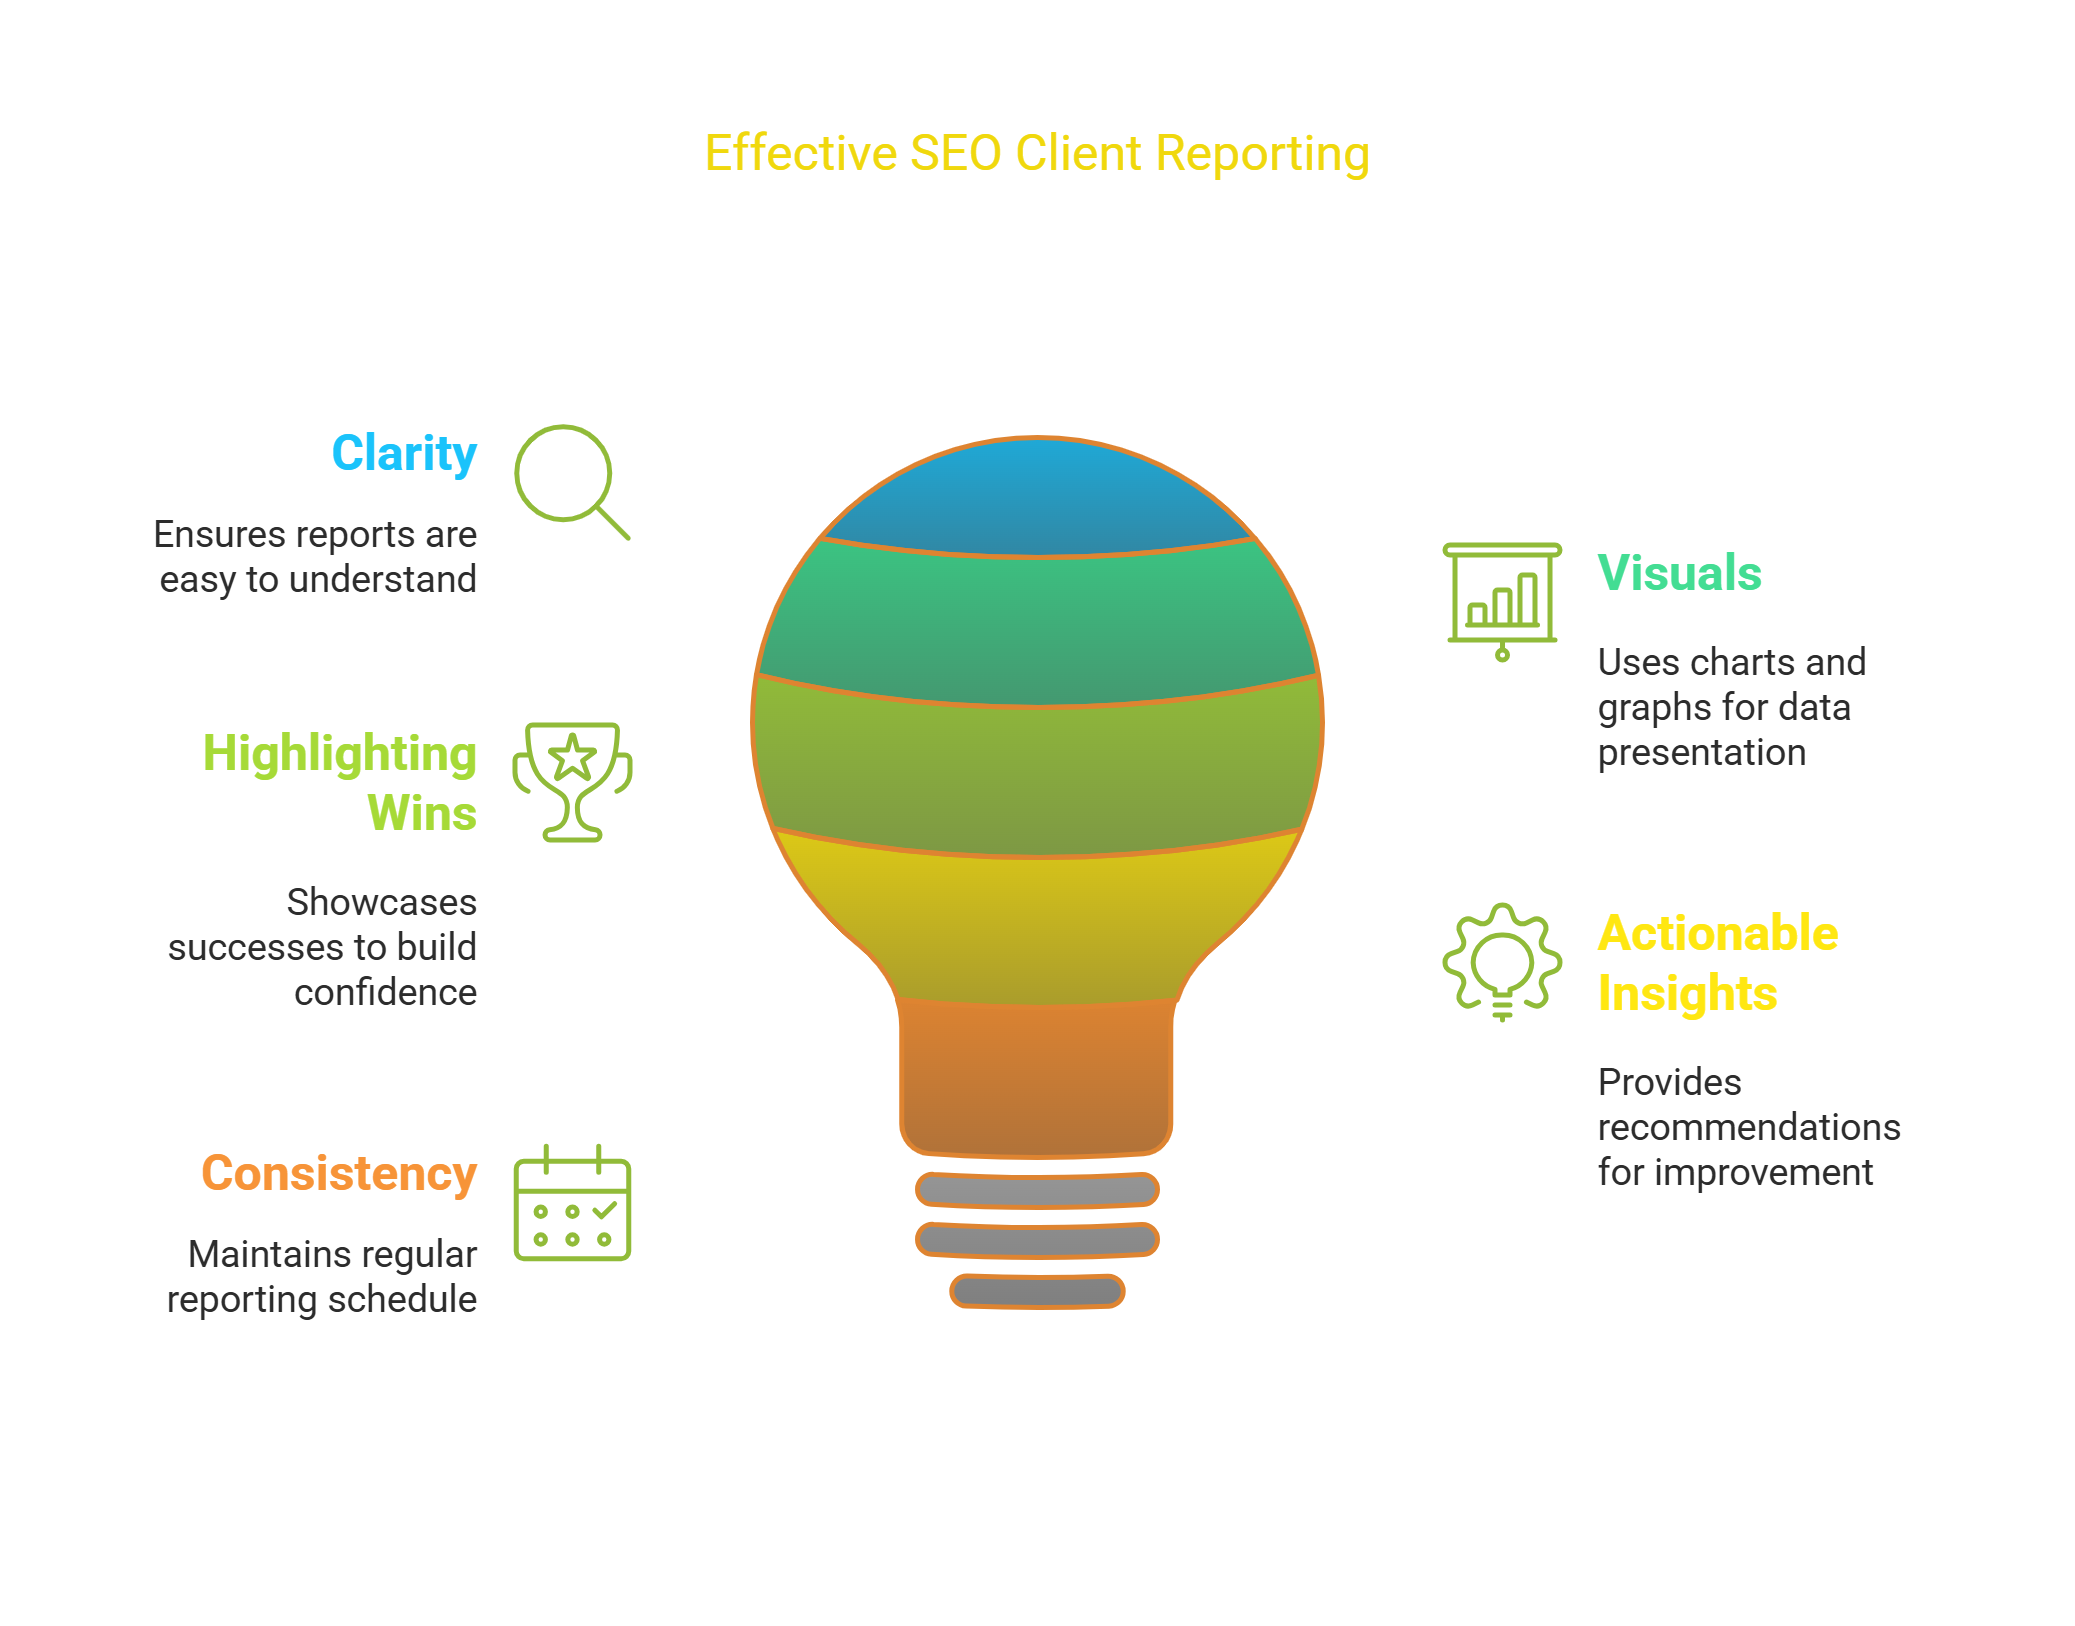 Effective SEO Client Reporting
Clarity
Ensures reports are
easy to understand
Visuals
Uses charts and
graphs for data
presentation
Highlighting
Wins
Showcases
successes to build
confidence
Actionable
Insights
Provides
recommendations
for improvement
Consistency
Maintains regular
reporting schedule